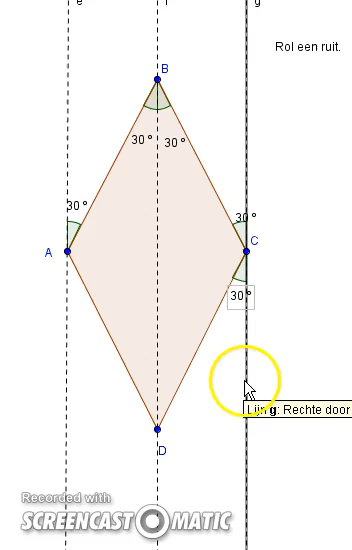 e f g
Rol een ruit.
B
30° 30°
30° 30°
A C
30°
Lijn g: Rechte door
D
Recorded with
SCREENCAST-O-MATIC